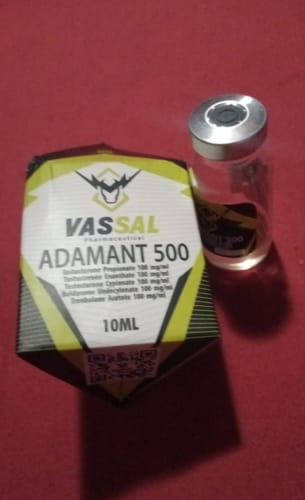 VASSAL
Pharmaceutical
ADAMANT 500
Testosterone Propionate 100 mg/ml
Testosterone Enanthate 100 mg/ml
Testosterone Cypionate 100 mg/ml
Boldenone Undecylenate 100 mg/ml
Trenbolone Acetate 100 mg/ml
10ML